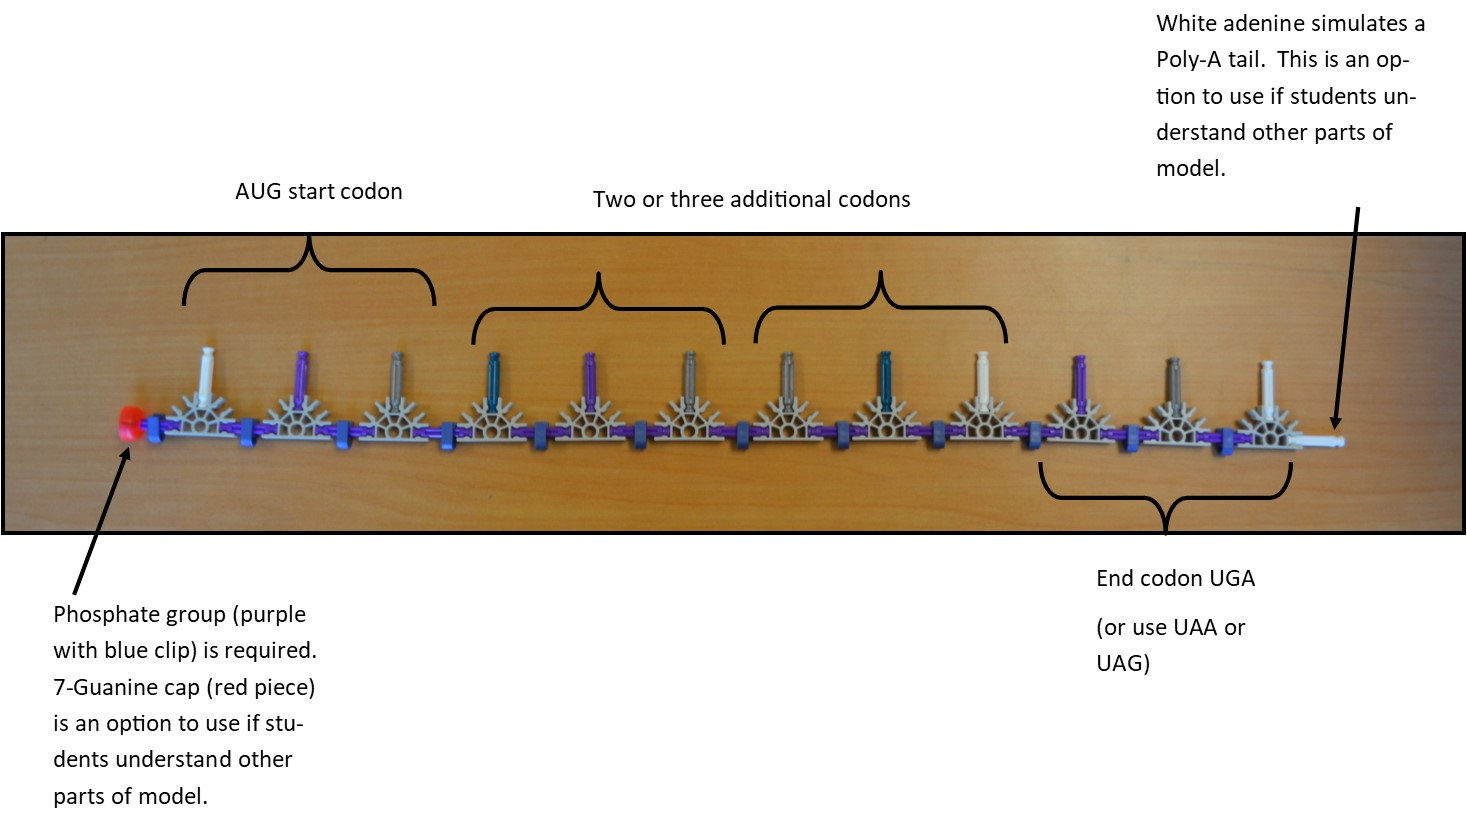 White adenine simulates a
Poly-A tail.  This is an op-
tion to use if students un-
derstand other parts of
model.
AUG start codon
Two or three additional codons
Phosphate group (purple
with blue clip) is required.
7-Guanine cap (red piece)
is an option to use if stu-
dents understand other
parts of model.
End codon UGA
(or use UAA or
UAG)